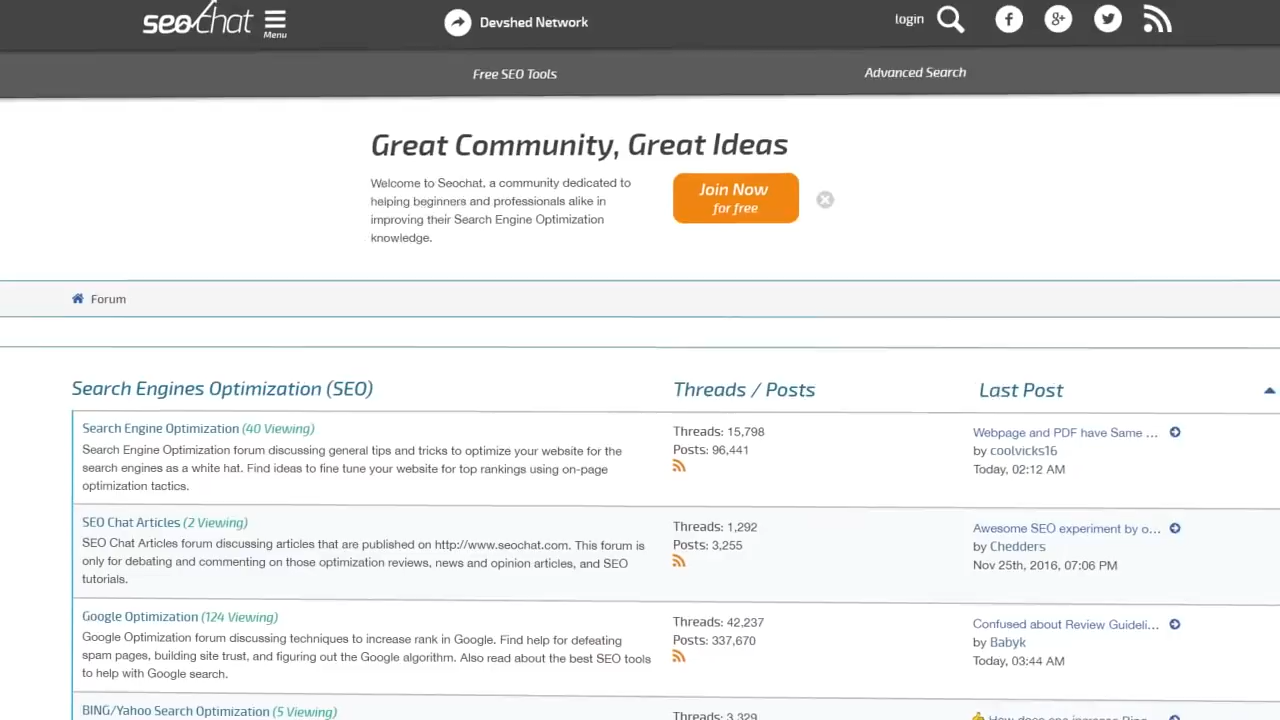 seochat
Menu
Devshed Network
login
Free SEO Tools
Advanced Search
Great Community, Great Ideas
Welcome to Seochat, a community dedicated to
helping beginners and professionals alike in
improving their Search Engine Optimization
knowledge.
Join Now
for free
Forum
Search Engines Optimization (SEO)
Threads / Posts
Last Post
Search Engine Optimization (40 Viewing)
Search Engine Optimization forum discussing general tips and tricks to optimize your website for the
search engines as a white hat. Find ideas to fine tune your website for top rankings using on-page
optimization tactics.
Threads: 15,798
Posts: 96,441
Webpage and PDF have Same ...
by coolvicks16
Today, 02:12 AM
SEO Chat Articles (2 Viewing)
SEO Chat Articles forum discussing articles that are published on http://www.seochat.com. This forum is
only for debating and commenting on those optimization reviews, news and opinion articles, and SEO
tutorials.
Threads: 1,292
Posts: 3,255
Awesome SEO experiment by o...
by Chedders
Nov 25th, 2016, 07:06 PM
Google Optimization (124 Viewing)
Google Optimization forum discussing techniques to increase rank in Google. Find help for defeating
spam pages, building site trust, and figuring out the Google algorithm. Also read about the best SEO tools
to help with Google search.
Threads: 42,237
Posts: 337,670
Confused about Review Guideli...
by Babyk
Today, 03:44 AM
BING/Yahoo Search Optimization (5 Viewing)
Threads: 3,329
How does one increase Bing